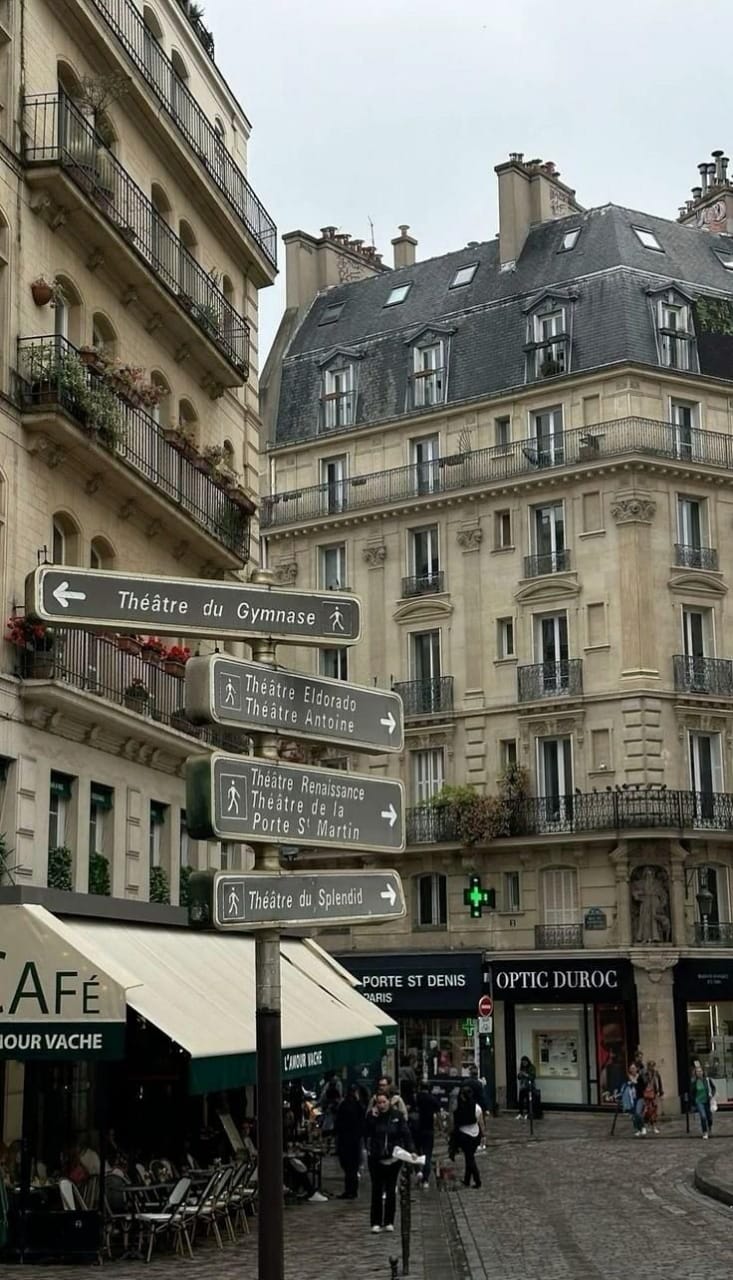 Théâtre du Gymnase
Théâtre Eldorado
Théâtre Antoine
Théâtre Renaissance
Théâtre de la
Porte St Martin
Théâtre du Splendid
CAFÉ
MOUR VACHE
L'AMOUR VACHE
PORTE ST DENIS
PARIS
OPTIC DUROC